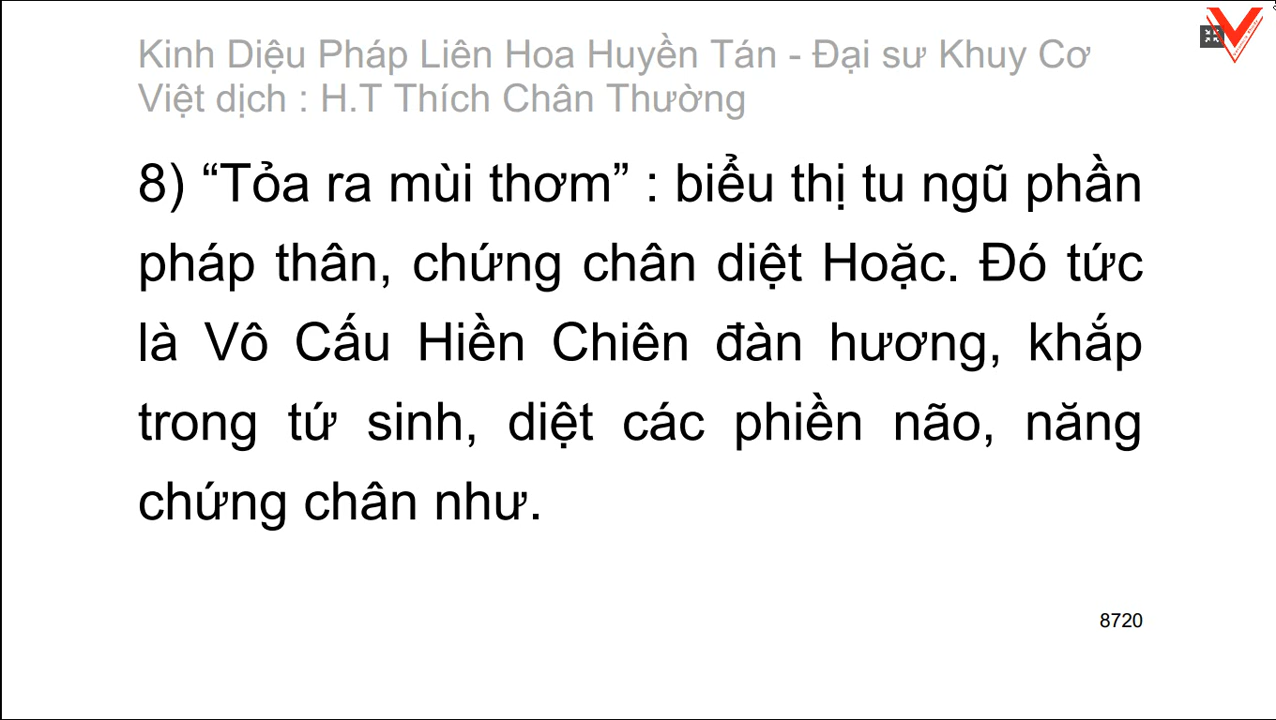 Kinh Diệu Pháp Liên Hoa Huyền Tán - Đại sư Khuy Cơ
Việt dịch : H.T Thích Chân Thường
8) “Tỏa ra mùi thơm” : biểu thị tu ngũ phần
pháp thân, chứng chân diệt Hoặc. Đó tức
là Vô Cấu Hiền Chiên đàn hương, khắp
trong tứ sinh, diệt các phiền não, năng
chứng chân như.
8720